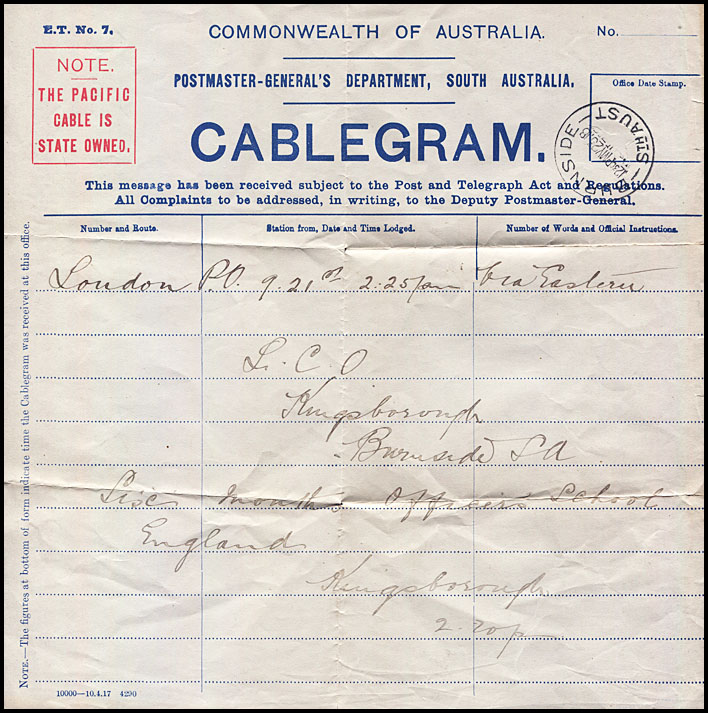 E.T. No. 7.
COMMONWEALTH OF AUSTRALIA.
No.
NOTE.
THE PACIFIC
CABLE IS
STATE OWNED.
POSTMASTER-GENERAL'S DEPARTMENT, SOUTH AUSTRALIA.
Office Date Stamp.
CABLEGRAM.
BURNSIDE STH AUST
This message has been received subject to the Post and Telegraph Act and Regulations.
All Complaints to be addressed, in writing, to the Deputy Postmaster-General.
Number and Route. Station from, Date and Time Lodged. Number of Words and Official Instructions.
London P.O. 9. 21st 2.25pm Via Eastern
L. C. O
Kingsborough
Burnside S A
Six Months Officers School
England
Kingsborough
2.20p
NOTE.—The figures at bottom of form indicate time the Cablegram was received at this office.
10000—10.4.17 4290